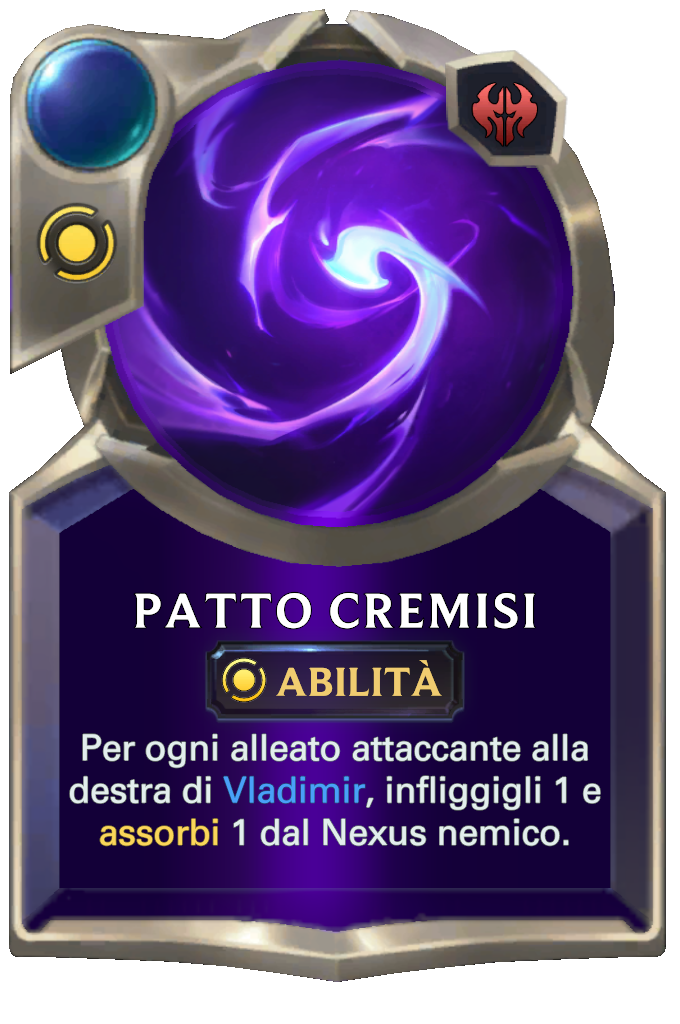 PATTO CREMISI
ABILITÀ
Per ogni alleato attaccante alla
destra di Vladimir, infliggigli 1 e
assorbi 1 dal Nexus nemico.